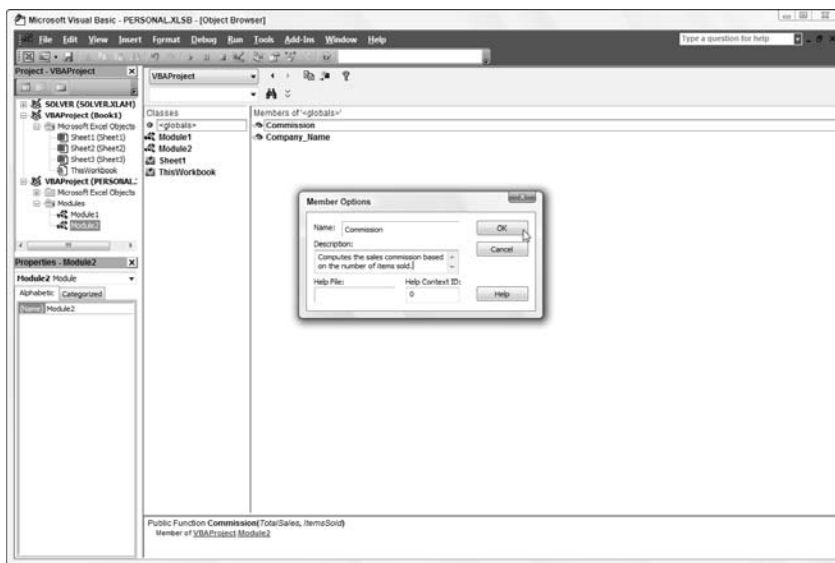 Microsoft Visual Basic - PERSONAL.XLSB - [Object Browser]
File Edit View Insert Format Debug Run Tools Add-Ins Window Help
Type a question for help
Project - VBAProject
VBAProject
SOLVER (SOLVER.XLAM)
VBAProject (Book1)
Microsoft Excel Objects
Sheet1 (Sheet1)
Sheet2 (Sheet2)
Sheet3 (Sheet3)
ThisWorkbook
VBAProject (PERSONAL.
Microsoft Excel Objects
Modules
Module1
Module2
Classes
<globals>
Module1
Module2
Sheet1
ThisWorkbook
Members of '<globals>'
Commission
Company_Name
Member Options
Name: Commission
OK
Description:
Computes the sales commission based
on the number of items sold.
Cancel
Help File:
Help Context ID:
0
Help
Properties - Module2
Module2 Module
Alphabetic Categorized
(Name) Module2
Public Function Commission(TotalSales, ItemsSold)
Member of VBAProject.Module2